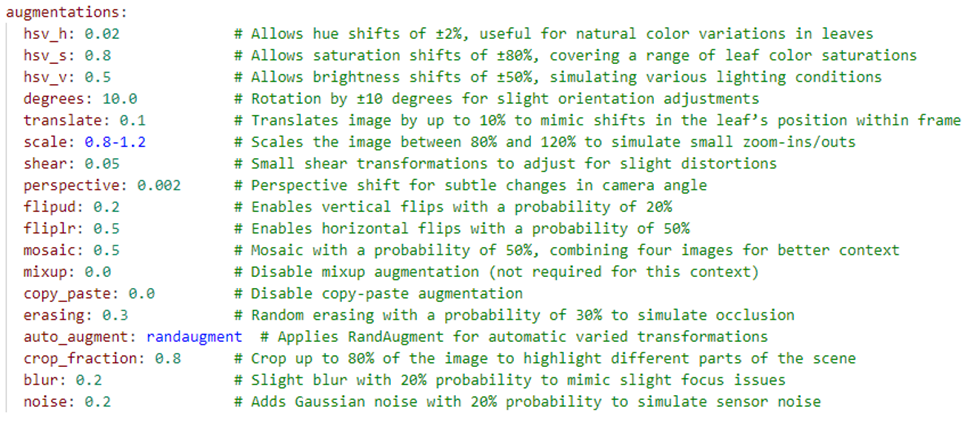 augmentations:
hsv_h: 0.02 # Allows hue shifts of ±2%, useful for natural color variations in leaves
hsv_s: 0.8 # Allows saturation shifts of ±80%, covering a range of leaf color saturations
hsv_v: 0.5 # Allows brightness shifts of ±50%, simulating various lighting conditions
degrees: 10.0 # Rotation by ±10 degrees for slight orientation adjustments
translate: 0.1 # Translates image by up to 10% to mimic shifts in the leaf’s position within frame
scale: 0.8-1.2 # Scales the image between 80% and 120% to simulate small zoom-ins/outs
shear: 0.05 # Small shear transformations to adjust for slight distortions
perspective: 0.002 # Perspective shift for subtle changes in camera angle
flipud: 0.2 # Enables vertical flips with a probability of 20%
fliplr: 0.5 # Enables horizontal flips with a probability of 50%
mosaic: 0.5 # Mosaic with a probability of 50%, combining four images for better context
mixup: 0.0 # Disable mixup augmentation (not required for this context)
copy_paste: 0.0 # Disable copy-paste augmentation
erasing: 0.3 # Random erasing with a probability of 30% to simulate occlusion
auto_augment: randaugment # Applies RandAugment for automatic varied transformations
crop_fraction: 0.8 # Crop up to 80% of the image to highlight different parts of the scene
blur: 0.2 # Slight blur with 20% probability to mimic slight focus issues
noise: 0.2 # Adds Gaussian noise with 20% probability to simulate sensor noise